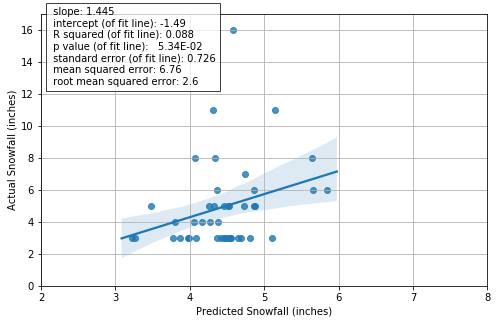 slope: 1.445
intercept (of fit line): -1.49
R squared (of fit line): 0.088
p value (of fit line): 5.34E-02
standard error (of fit line): 0.726
mean squared error: 6.76
root mean squared error: 2.6
16
14
12
10
8
6
4
2
0
Actual Snowfall (inches)
2 3 4 5 6 7 8
Predicted Snowfall (inches)